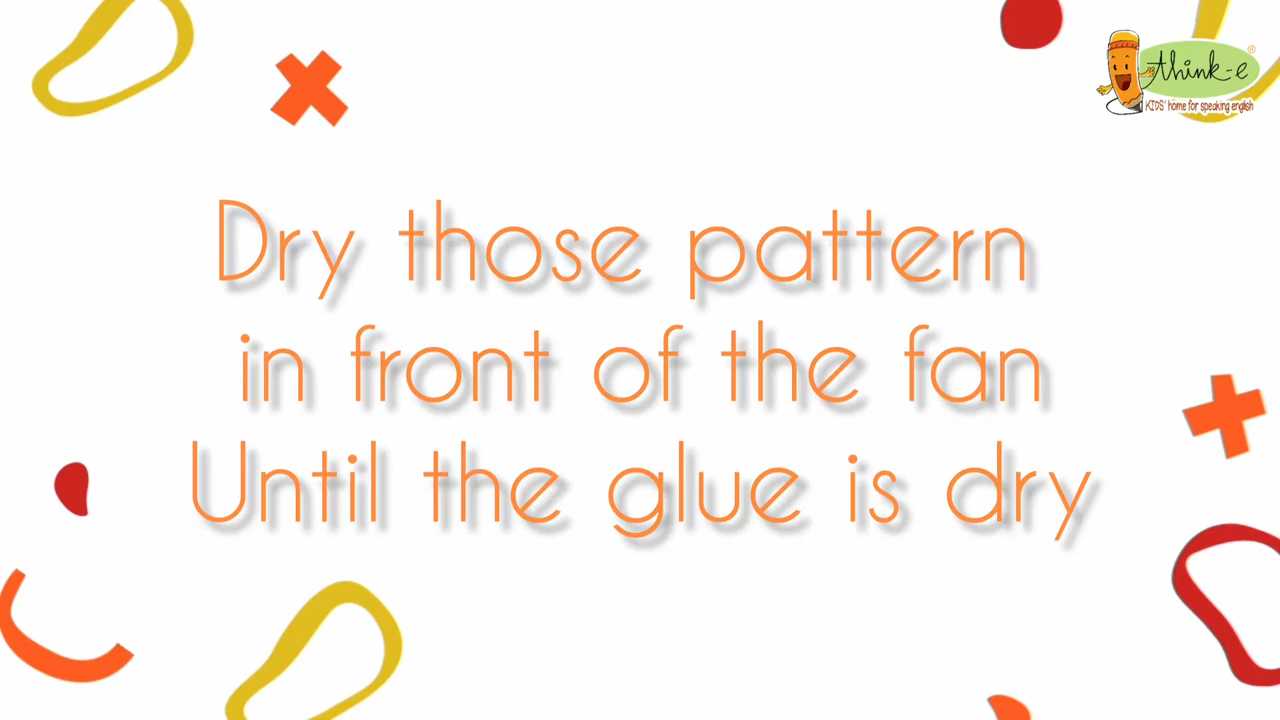 think-e®
KIDS' home for speaking english
Dry those pattern
in front of the fan
Until the glue is dry